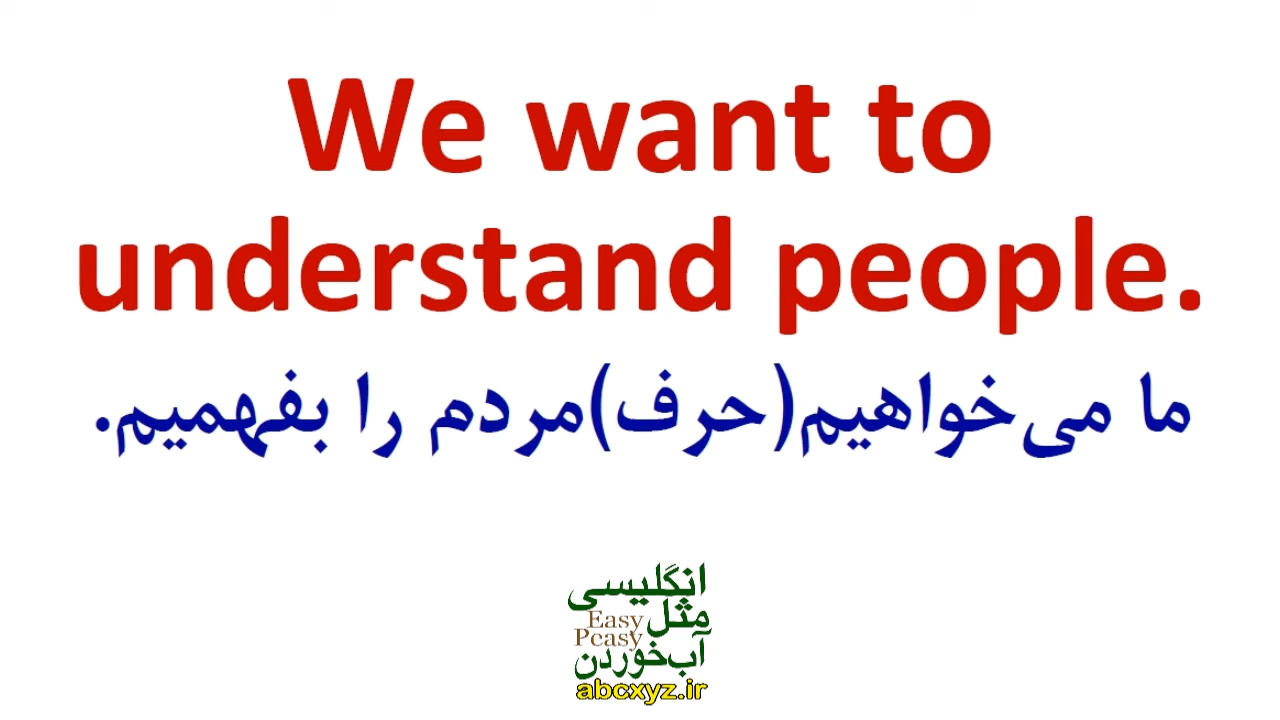 We want to
understand people.
ما می‌خواهیم(حرف)مردم را بفهمیم.
انگلیسی
مثل
Easy
Peasy
آب‌خوردن
abcxyz.ir